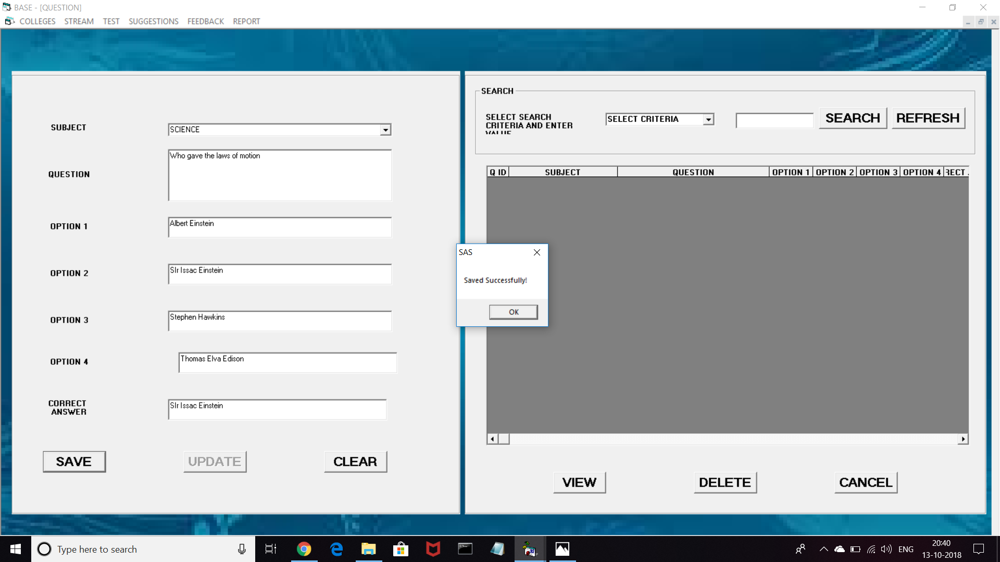 BASE - [QUESTION]
COLLEGES STREAM TEST SUGGESTIONS FEEDBACK REPORT
SUBJECT
SCIENCE
QUESTION
Who gave the laws of motion
OPTION 1
Albert Einstein
OPTION 2
SIr Issac Einstein
OPTION 3
Stephen Hawkins
OPTION 4
Thomas Elva Edison
CORRECT
ANSWER
SIr Issac Einstein
SAVE UPDATE CLEAR
SEARCH
SELECT SEARCH
CRITERIA AND ENTER
VALUE
SELECT CRITERIA
SEARCH REFRESH
Q ID SUBJECT QUESTION OPTION 1 OPTION 2 OPTION 3 OPTION 4 RECT
VIEW DELETE CANCEL
SAS
Saved Successfully!
OK
Type here to search
ENG
20:40
13-10-2018